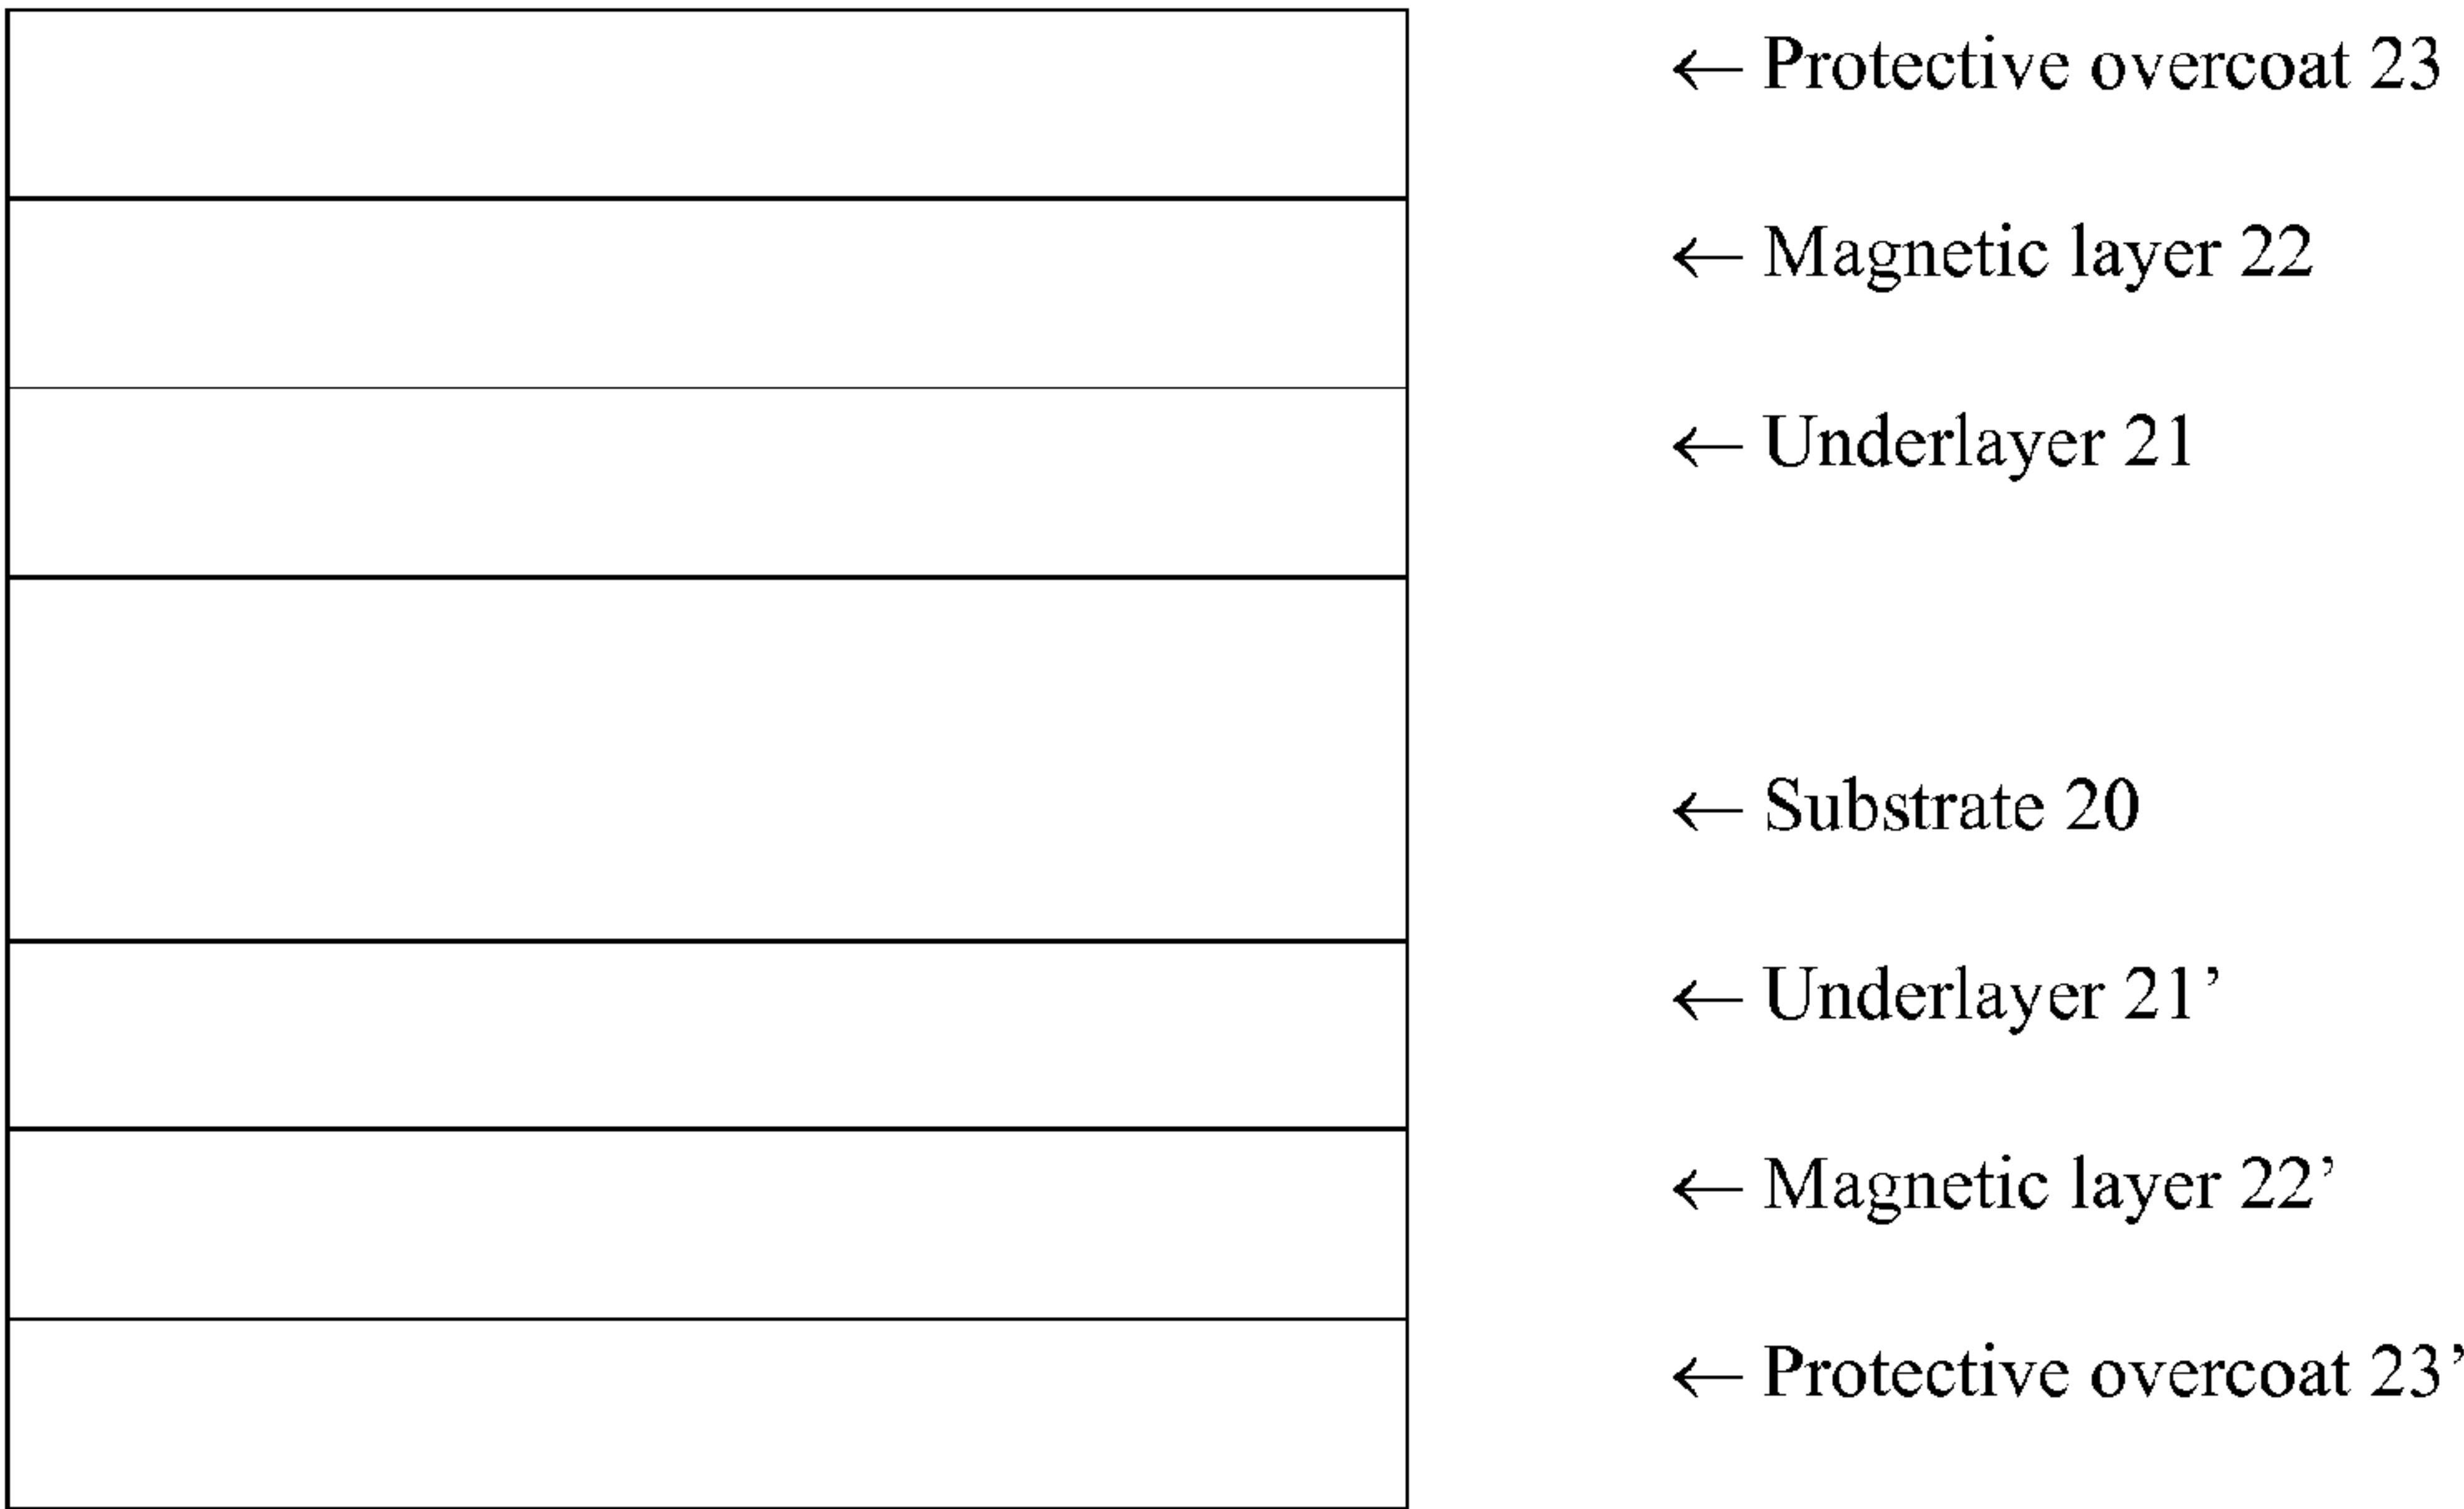 ← Protective overcoat 23
← Magnetic layer 22
← Underlayer 21
← Substrate 20
← Underlayer 21’
← Magnetic layer 22’
← Protective overcoat 23’